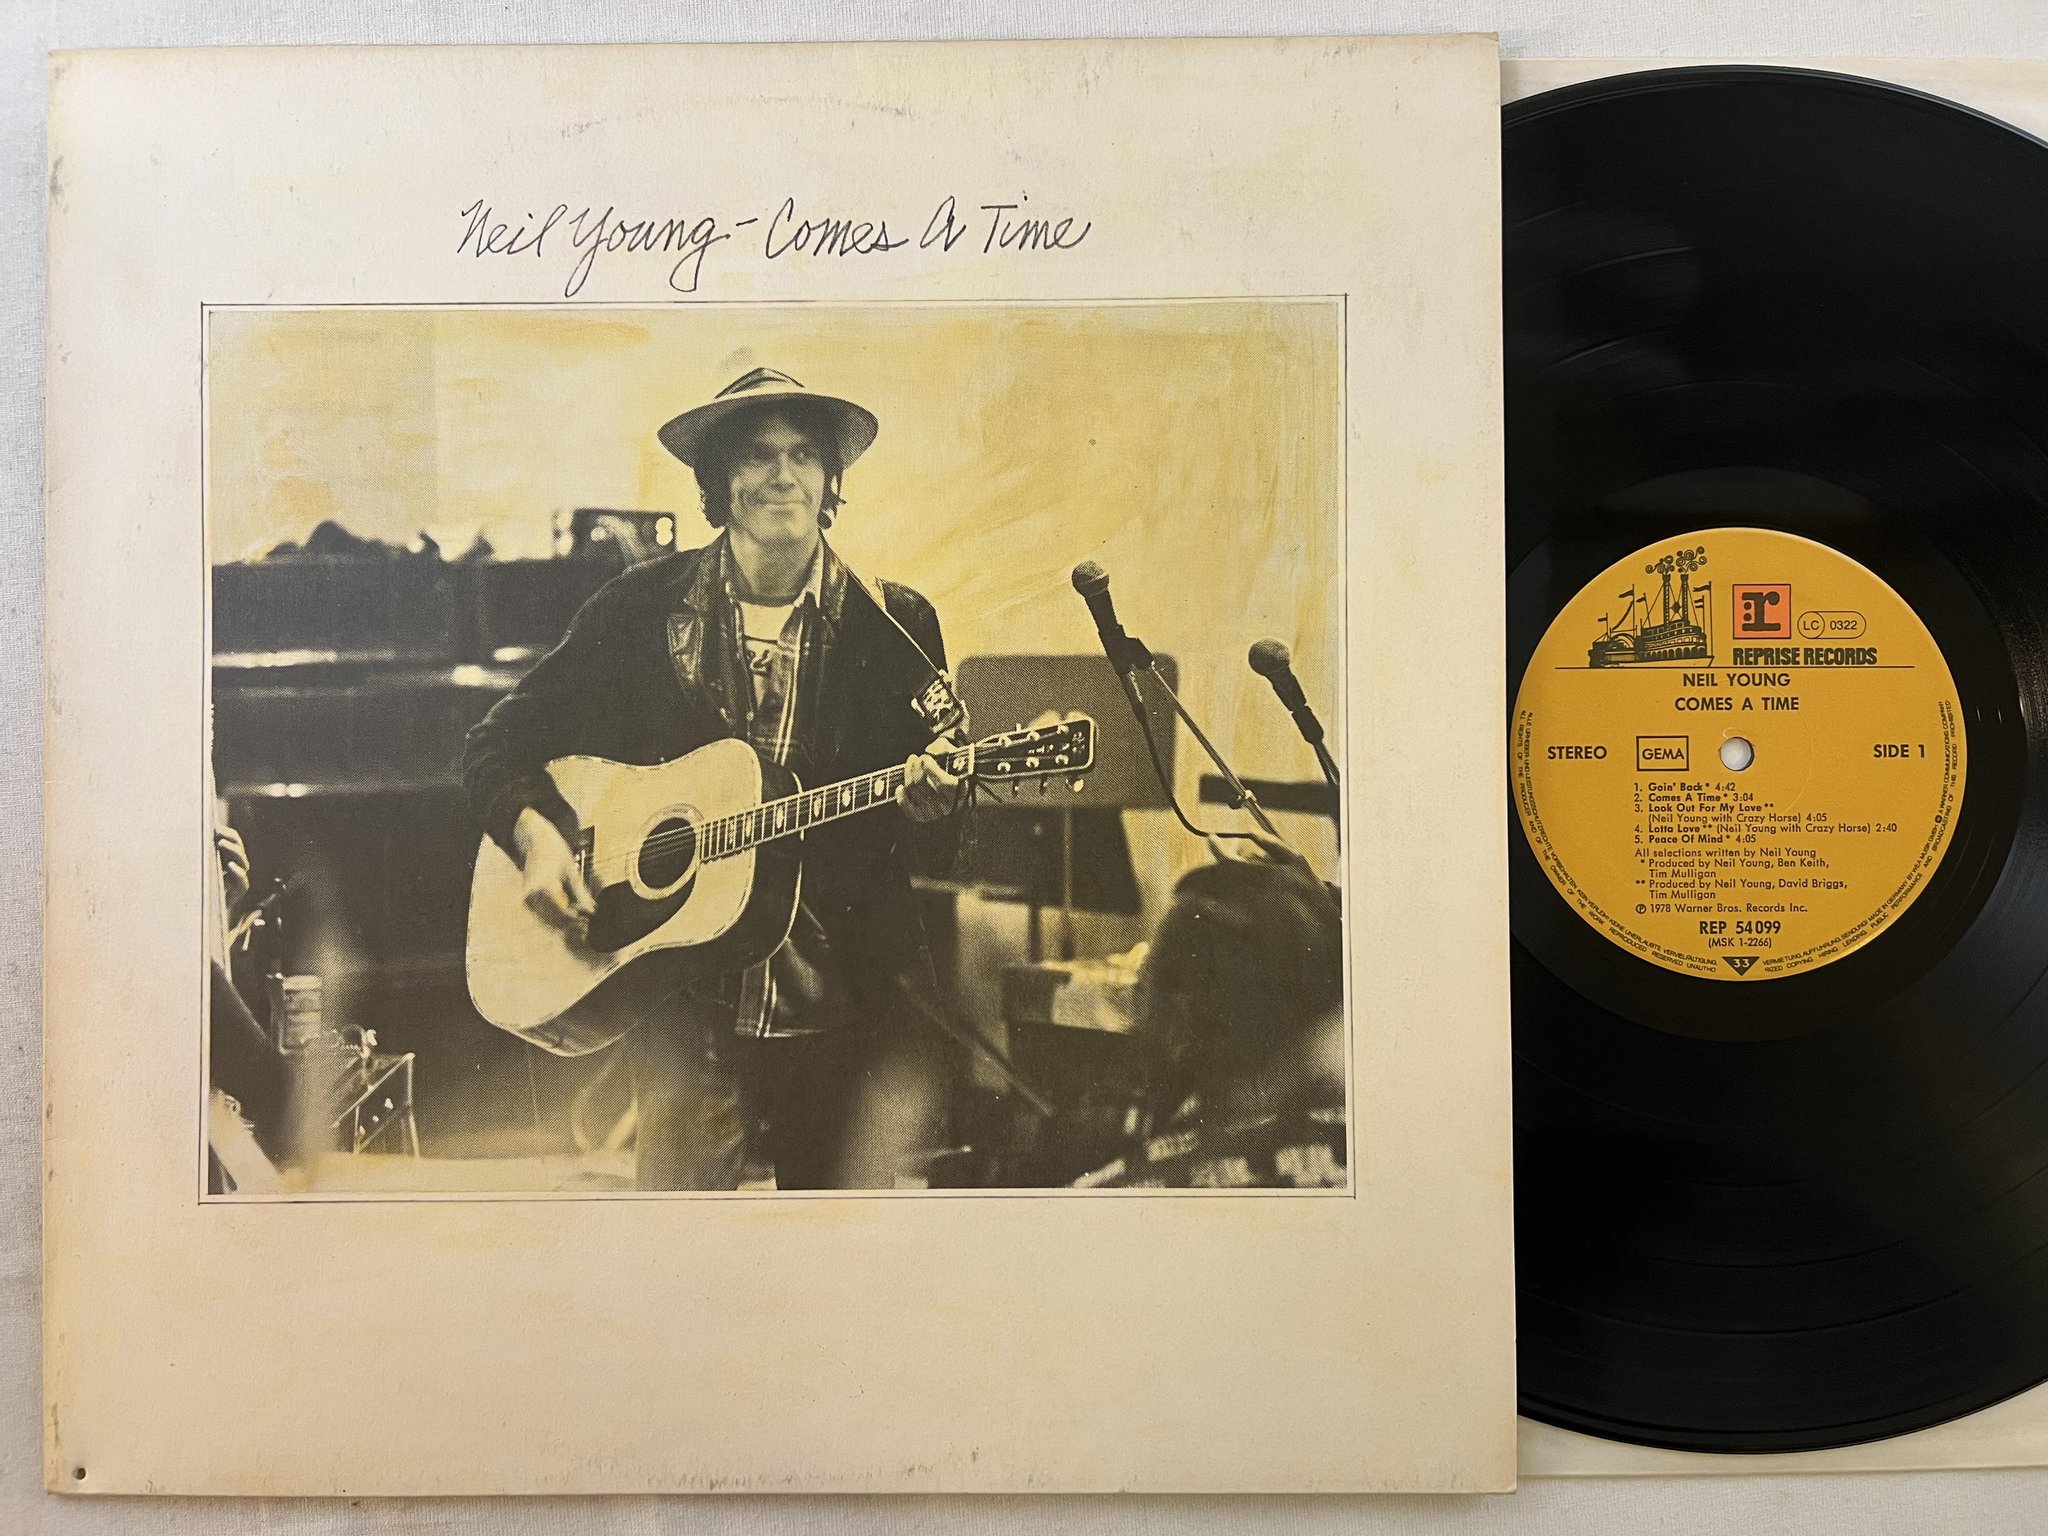 Neil Young - Comes A Time
r
LC 0322
REPRISE RECORDS
NEIL YOUNG
COMES A TIME
STEREO
GEMA
SIDE 1
1. Goin' Back * 4:42
2. Comes A Time * 3:04
3. Look Out For My Love **
(Neil Young with Crazy Horse) 4:05
4. Lotta Love ** (Neil Young with Crazy Horse) 2:40
5. Peace Of Mind * 4:05
All selections written by Neil Young
* Produced by Neil Young, Ben Keith,
Tim Mulligan
** Produced by Neil Young, David Briggs,
Tim Mulligan
℗ 1978 Warner Bros. Records Inc.
REP 54 099
(MSK 1-2266)
33